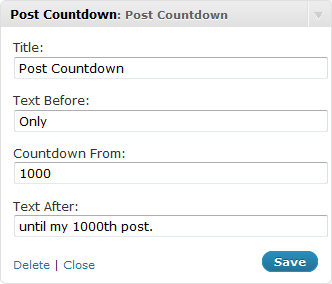 Post Countdown: Post Countdown
Title:
Post Countdown
Text Before:
Only
Countdown From:
1000
Text After:
until my 1000th post.
Delete | Close
Save